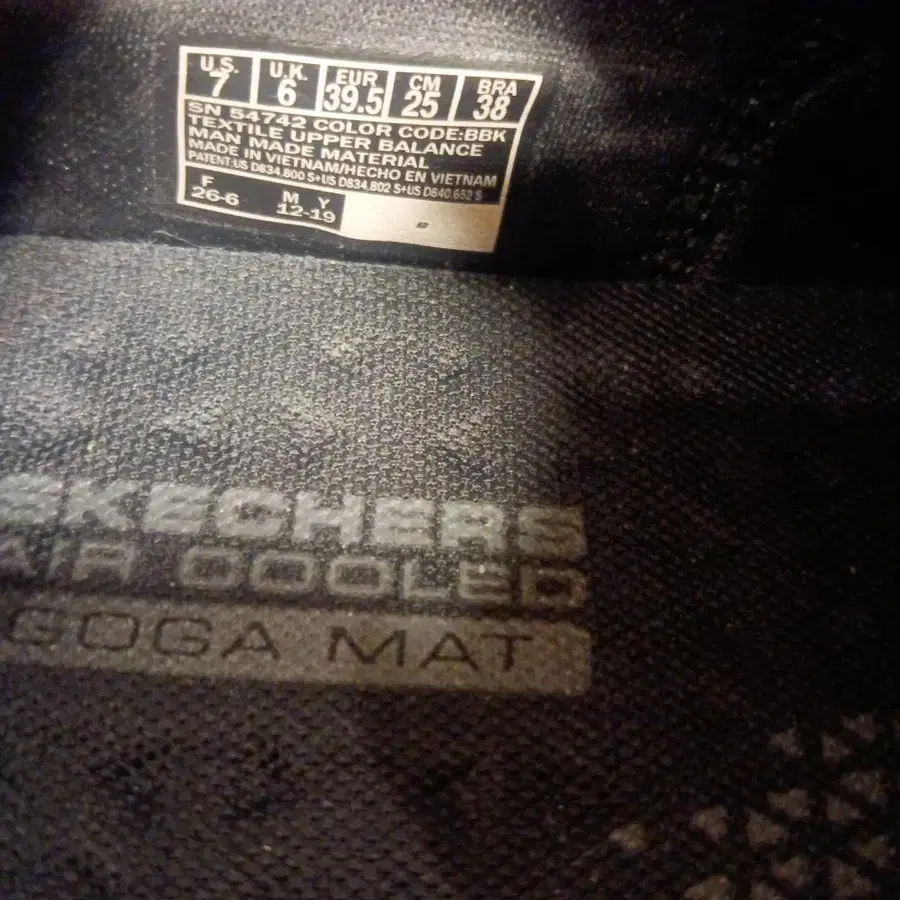 U.S. U.K. EUR CM BRA
7 6 39.5 25 38
SN 54742 COLOR CODE:BBK
TEXTILE UPPER BALANCE
MAN MADE MATERIAL
MADE IN VIETNAM/HECHO EN VIETNAM
PATENT:US D834.800 S+US D834.802 S+US D840.652 S
F M Y
26-6 12-19
SKECHERS
AIR COOLED
GOGA MAT